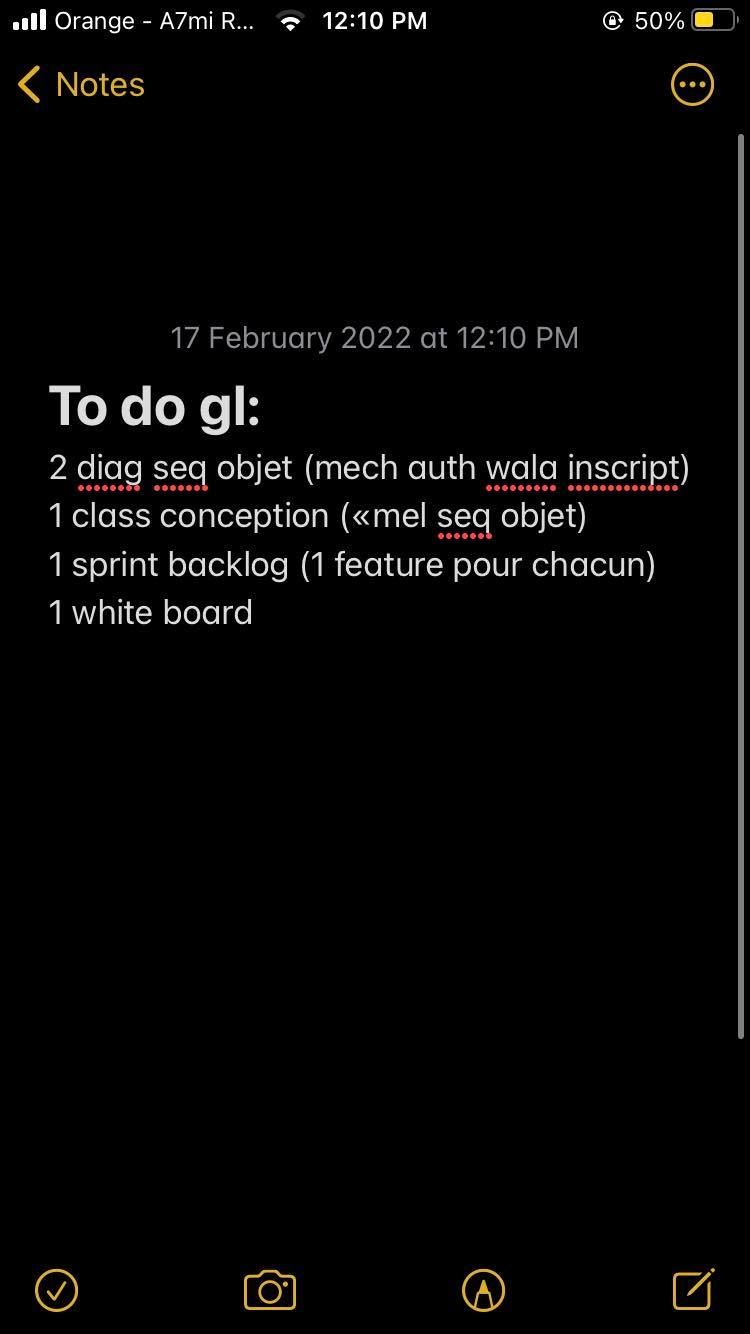 Orange - A7mi R... 12:10 PM 50%
Notes
17 February 2022 at 12:10 PM
To do gl:
2 diag seq objet (mech auth wala inscript)
1 class conception («mel seq objet)
1 sprint backlog (1 feature pour chacun)
1 white board